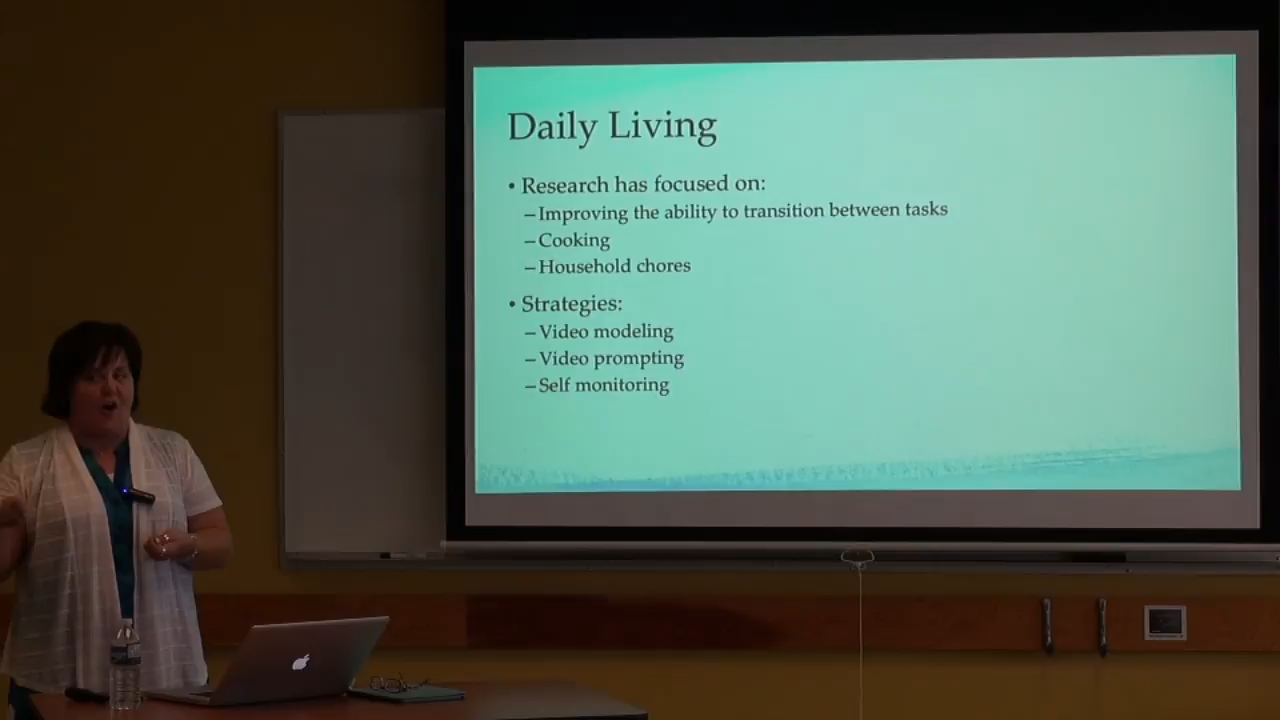 Daily Living
• Research has focused on:
–Improving the ability to transition between tasks
–Cooking
–Household chores
• Strategies:
–Video modeling
–Video prompting
–Self monitoring